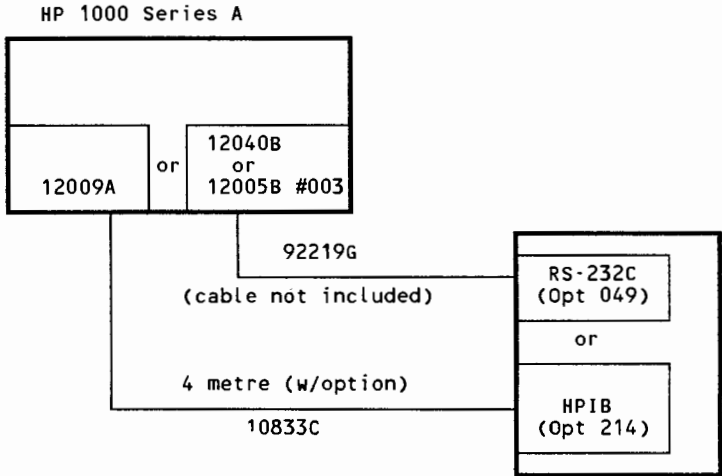 HP 1000 Series A
12009A
or
12040B
or
12005B #003
92219G
(cable not included)
RS-232C
(Opt 049)
or
4 metre (w/option)
10833C
HPIB
(Opt 214)